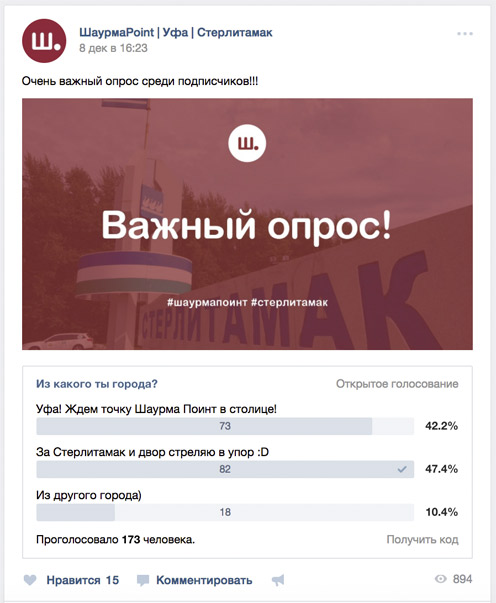 Ш.
ШаурмаPoint | Уфа | Стерлитамак
8 дек в 16:23
Очень важный опрос среди подписчиков!!!
Ш.
Важный опрос!
#шаурмапоинт #стерлитамак
СТЕРЛИТАМАК
Из какого ты города? Открытое голосование
Уфа! Ждем точку Шаурма Поинт в столице!
73 42.2%
За Стерлитамак и двор стреляю в упор :D
82 47.4%
Из другого города)
18 10.4%
Проголосовало 173 человека. Получить код
Нравится 15 Комментировать 894